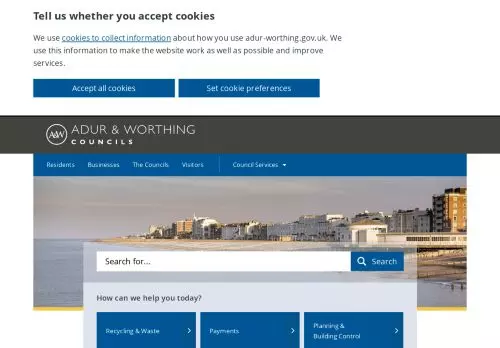 Tell us whether you accept cookies
We use cookies to collect information about how you use adur-worthing.gov.uk. We
use this information to make the website work as well as possible and improve
services.
Accept all cookies
Set cookie preferences
A&W
ADUR & WORTHING
COUNCILS
Residents
Businesses
The Councils
Visitors
Council Services
Search for...
Search
How can we help you today?
Recycling & Waste
Payments
Planning &
Building Control